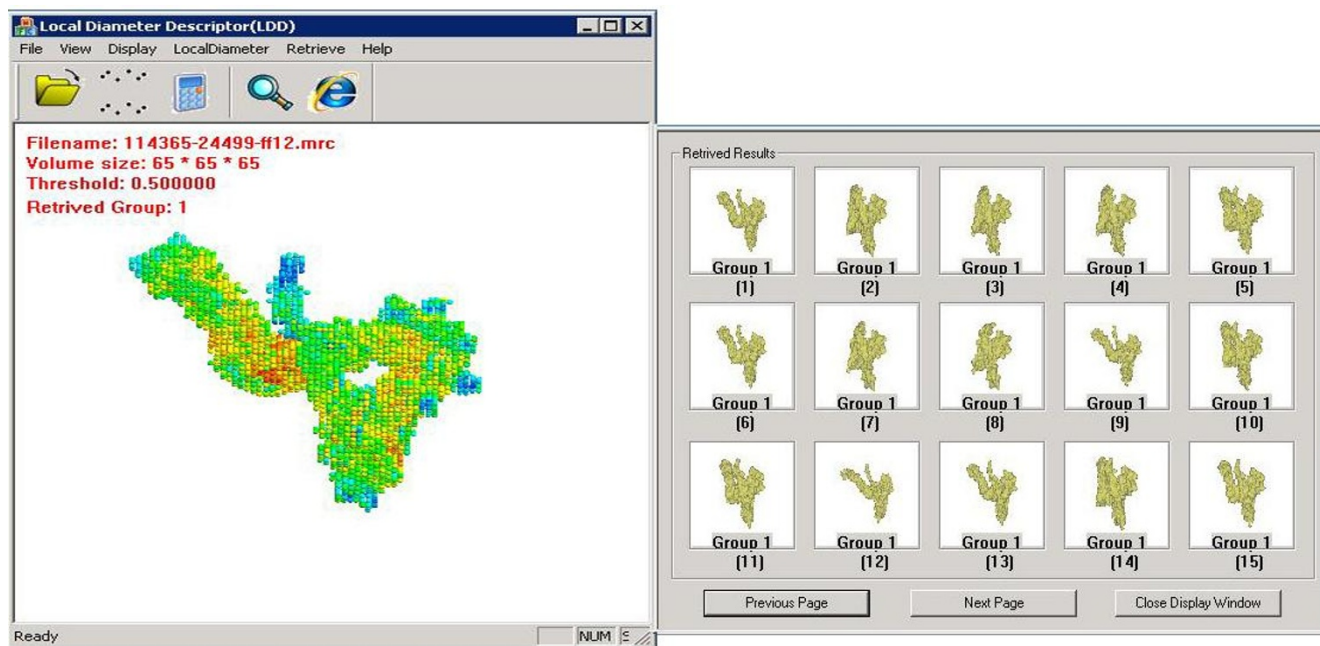 Local Diameter Descriptor(LDD)
File View Display LocalDiameter Retrieve Help
Filename: 114365-24499-ff12.mrc
Volume size: 65 * 65 * 65
Threshold: 0.500000
Retrived Group: 1
Ready
NUM
Retrived Results
Group 1 Group 1 Group 1 Group 1 Group 1
(1) (2) (3) (4) (5)
Group 1 Group 1 Group 1 Group 1 Group 1
(6) (7) (8) (9) (10)
Group 1 Group 1 Group 1 Group 1 Group 1
(11) (12) (13) (14) (15)
Previous Page Next Page Close Display Window